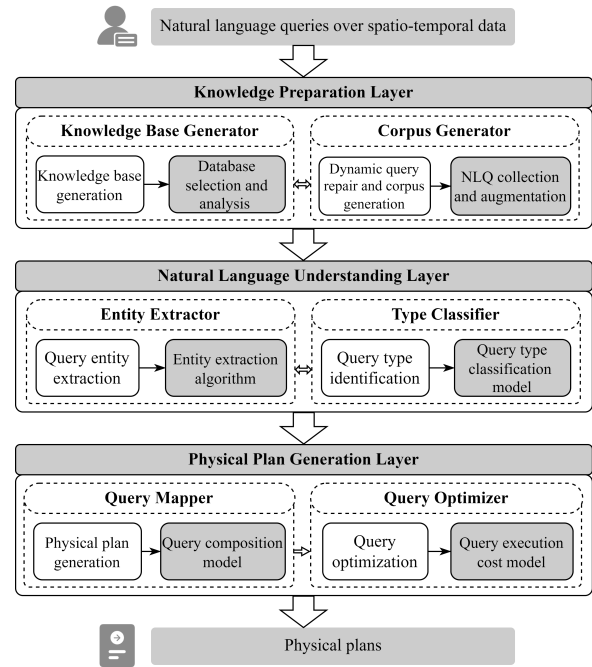 Natural language queries over spatio-temporal data
Knowledge Preparation Layer
Knowledge Base Generator
Knowledge base
generation
Database
selection and
analysis
Corpus Generator
Dynamic query
repair and corpus
generation
NLQ collection
and augmentation
Natural Language Understanding Layer
Entity Extractor
Query entity
extraction
Entity extraction
algorithm
Type Classifier
Query type
identification
Query type
classification
model
Physical Plan Generation Layer
Query Mapper
Physical plan
generation
Query composition
model
Query Optimizer
Query
optimization
Query execution
cost model
Physical plans